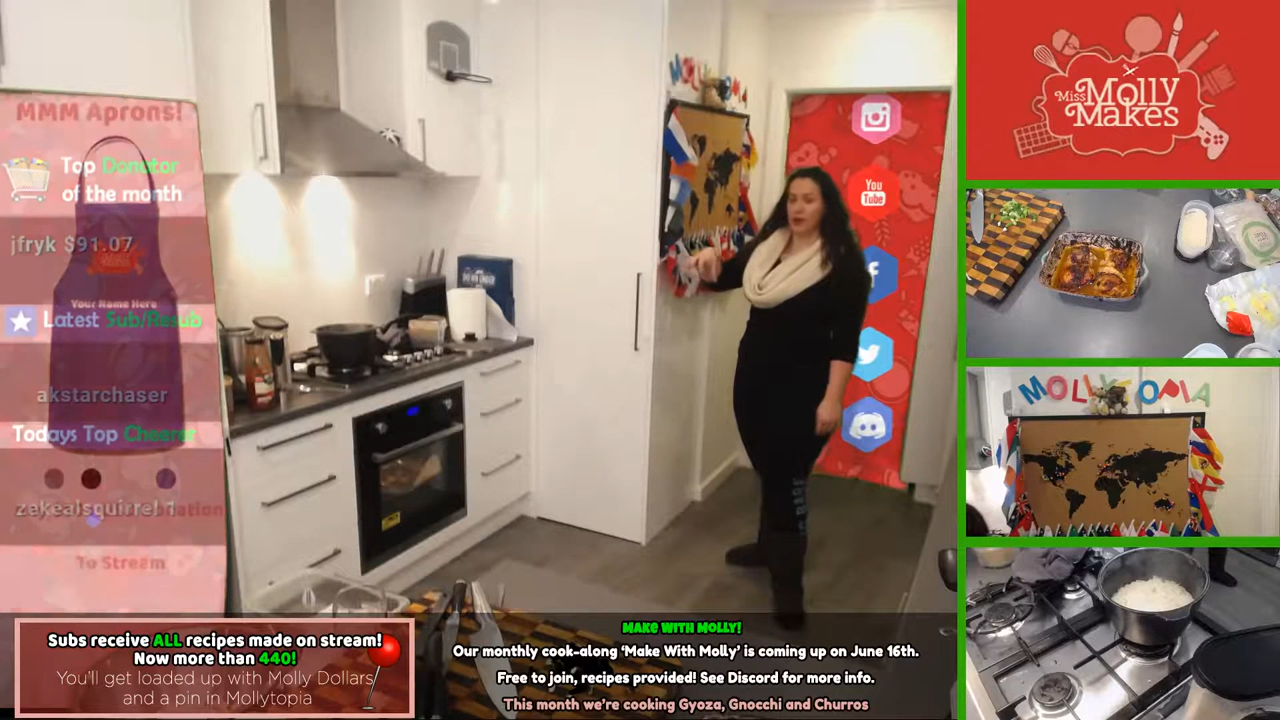 MMM Aprons!
Top Donator
of the month
jfryk $91.07
Your Name Here
Latest Sub/Resub
akstarchaser
Todays Top Cheerer
zekealsquirrel 1
To Stream
Subs receive ALL recipes made on stream!
Now more than 440!
You'll get loaded up with Molly Dollars
and a pin in Mollytopia
MAKE WITH MOLLY!
Our monthly cook-along 'Make With Molly' is coming up on June 16th.
Free to join, recipes provided! See Discord for more info.
This month we're cooking Gyoza, Gnocchi and Churros
You
Tube
Miss Molly
Makes
MOLLYTOPIA